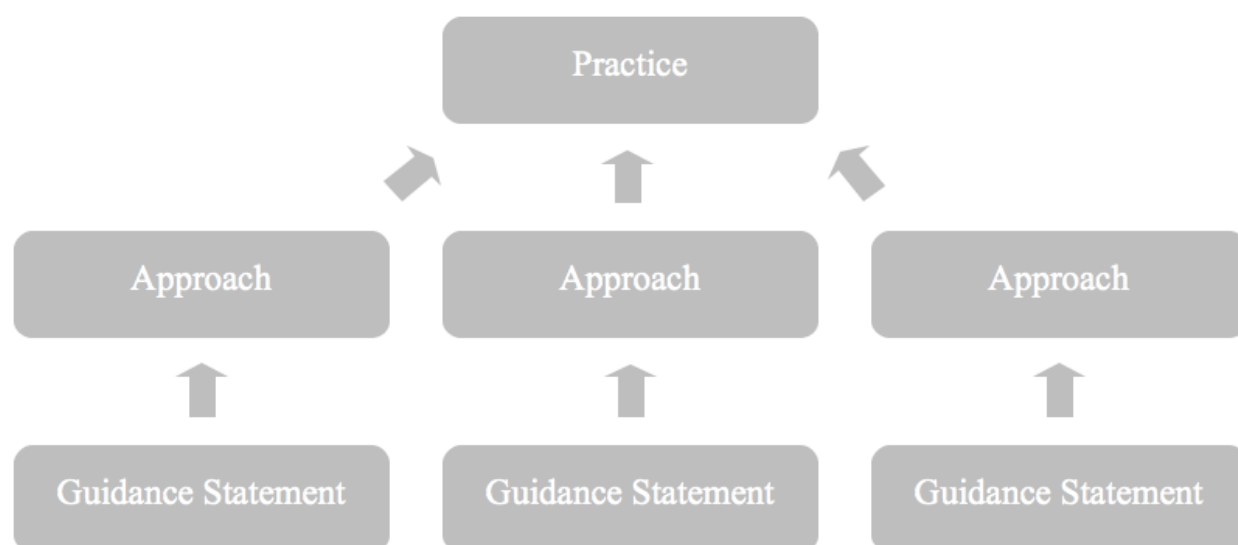 Practice
Approach
Approach
Approach
Guidance Statement
Guidance Statement
Guidance Statement